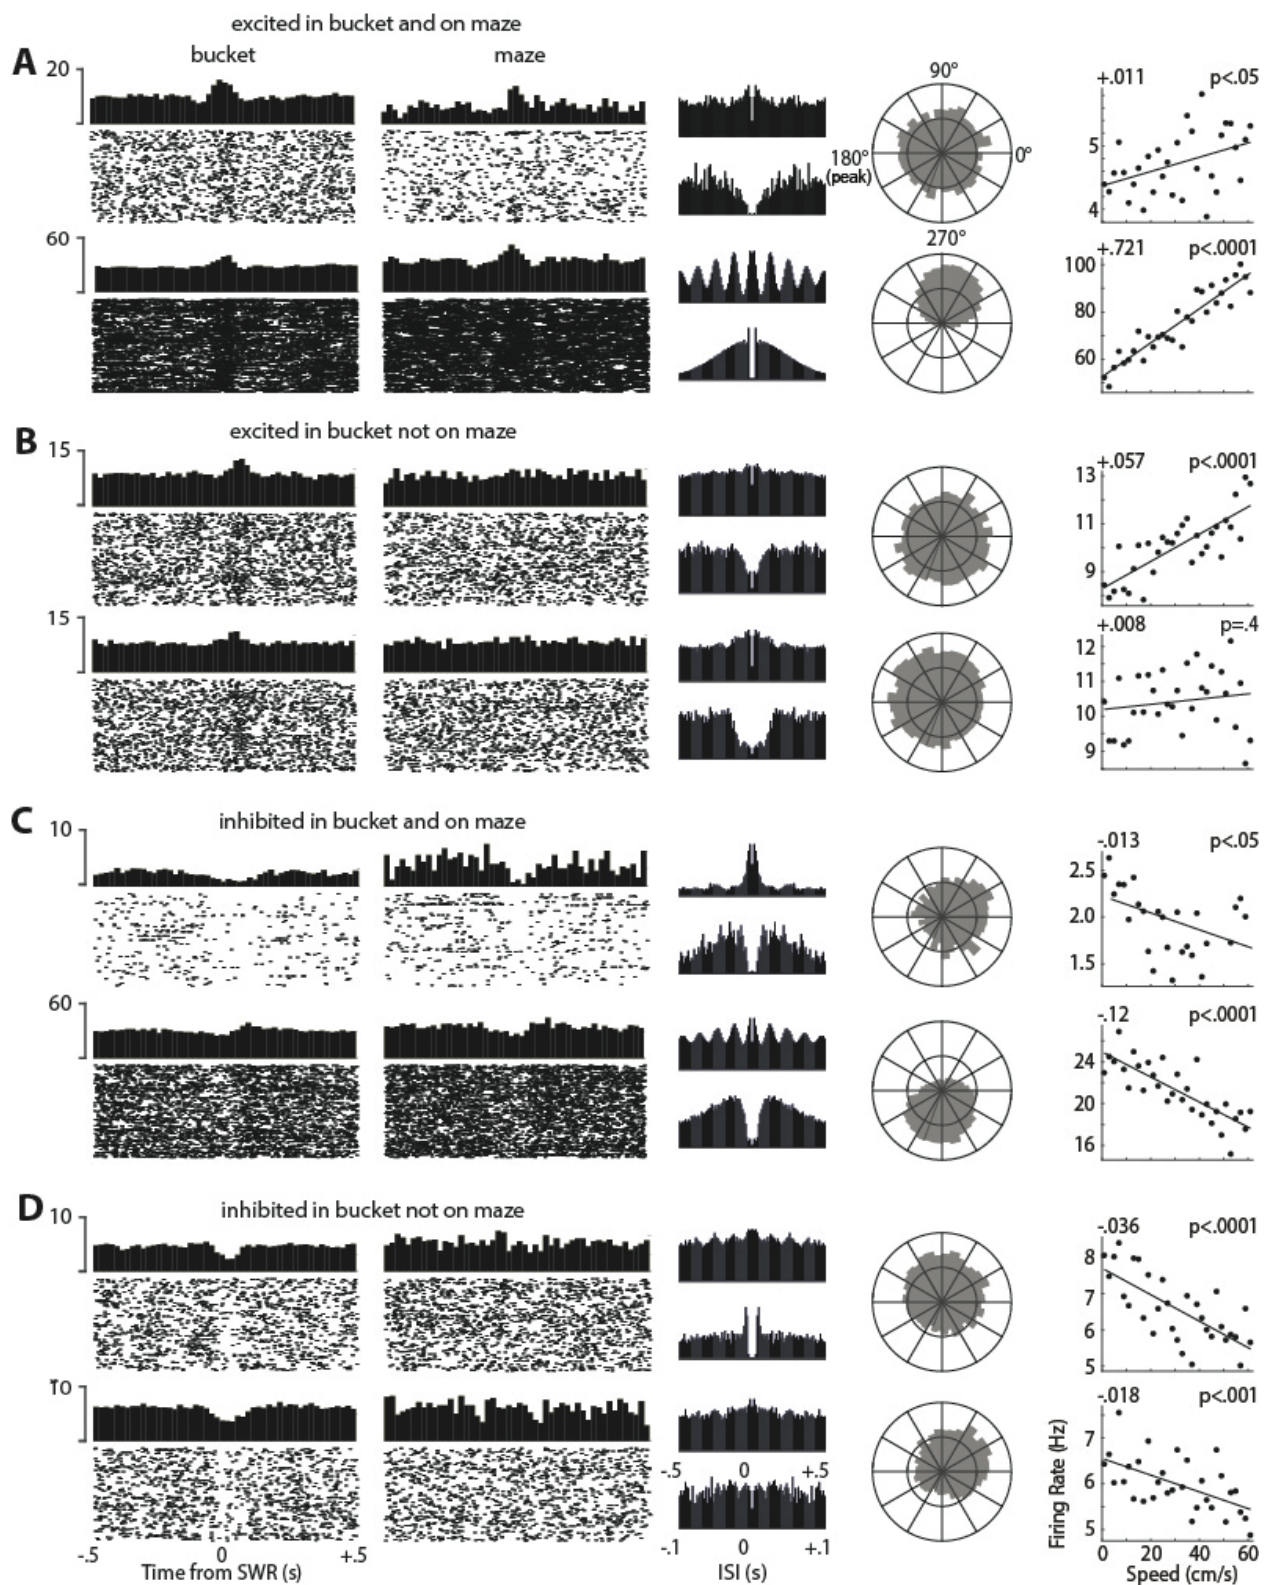 excited in bucket and on maze
A bucket maze
20
+.011 p<.05
5
4
90°
180° (peak) 0°
270°
60
+.721 p<.0001
100
80
60
B excited in bucket not on maze
15
+.057 p<.0001
13
11
9
15
+.008 p=.4
12
11
10
9
C inhibited in bucket and on maze
10
-.013 p<.05
2.5
2.0
1.5
60
-.12 p<.0001
24
20
16
D inhibited in bucket not on maze
10
-.036 p<.0001
8
7
6
5
10
-.018 p<.001
7
6
5
Firing Rate (Hz)
-.5 0 +.5
-.5 0 +.5
Time from SWR (s)
-.1 0 +.1
ISI (s)
0 20 40 60
Speed (cm/s)